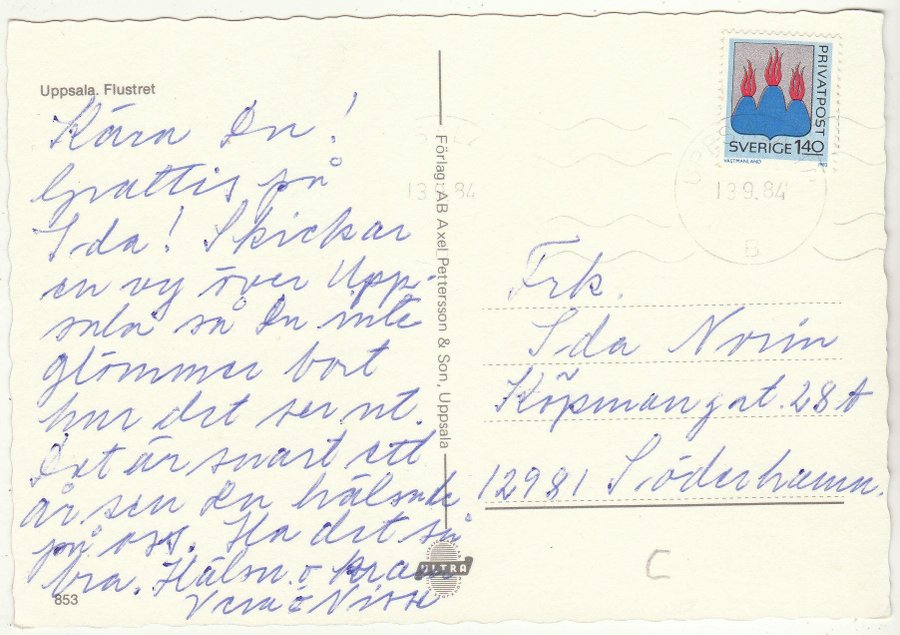 Uppsala. Flustret
Kära Du!
Grattis på
Ida! Skickar
en vy över Upp-
sala så Du inte
glömmer bort
hur det ser ut.
Det är snart ett
år sen Du hälsade
på oss. Ha det så
bra. Hälsn. o kram
Vera o Nisse
853
Förlag: AB Axel Pettersson & Son, Uppsala
ULTRA
PRIVATPOST
SVERIGE 140
VÄSTMANLAND
13.9.84
13 9.84
B
Frk.
Ida Norin
Köpmangat. 28 A
12981 Söderhamn.
C